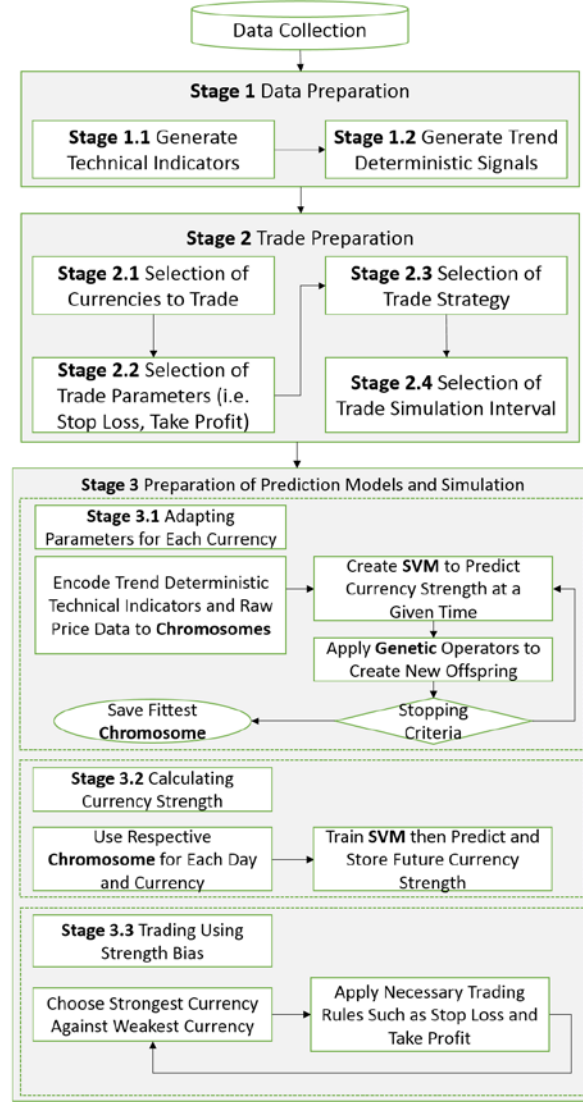 Data Collection
Stage 1 Data Preparation
Stage 1.1 Generate
Technical Indicators
Stage 1.2 Generate Trend
Deterministic Signals
Stage 2 Trade Preparation
Stage 2.1 Selection of
Currencies to Trade
Stage 2.3 Selection of
Trade Strategy
Stage 2.2 Selection of
Trade Parameters (i.e.
Stop Loss, Take Profit)
Stage 2.4 Selection of
Trade Simulation Interval
Stage 3 Preparation of Prediction Models and Simulation
Stage 3.1 Adapting
Parameters for Each Currency
Encode Trend Deterministic
Technical Indicators and Raw
Price Data to Chromosomes
Create SVM to Predict
Currency Strength at a
Given Time
Apply Genetic Operators to
Create New Offspring
Save Fittest
Chromosome
Stopping
Criteria
Stage 3.2 Calculating
Currency Strength
Use Respective
Chromosome for Each Day
and Currency
Train SVM then Predict and
Store Future Currency
Strength
Stage 3.3 Trading Using
Strength Bias
Choose Strongest Currency
Against Weakest Currency
Apply Necessary Trading
Rules Such as Stop Loss and
Take Profit